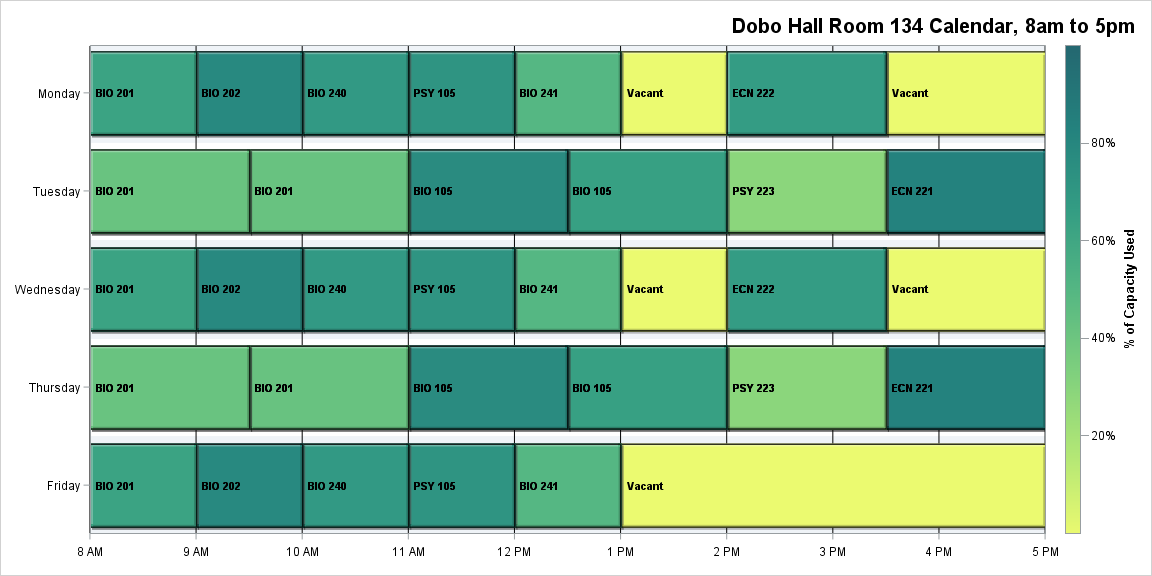 Dobo Hall Room 134 Calendar, 8am to 5pm
Monday BIO 201 BIO 202 BIO 240 PSY 105 BIO 241 Vacant ECN 222 Vacant
80%
Tuesday BIO 201 BIO 201 BIO 105 BIO 105 PSY 223 ECN 221
60%
Wednesday BIO 201 BIO 202 BIO 240 PSY 105 BIO 241 Vacant ECN 222 Vacant
% of Capacity Used
40%
Thursday BIO 201 BIO 201 BIO 105 BIO 105 PSY 223 ECN 221
20%
Friday BIO 201 BIO 202 BIO 240 PSY 105 BIO 241 Vacant
8 AM 9 AM 10 AM 11 AM 12 PM 1 PM 2 PM 3 PM 4 PM 5 PM